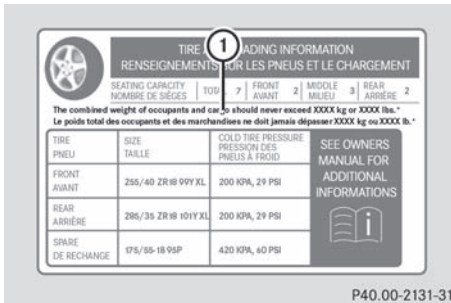 TIRE AND LOADING INFORMATION
RENSEIGNEMENTS SUR LES PNEUS ET LE CHARGEMENT
1
SEATING CAPACITY
NOMBRE DE SIÈGES
TOTAL 7
FRONT
AVANT 2
MIDDLE
MILIEU 3
REAR
ARRIÈRE 2
The combined weight of occupants and cargo should never exceed XXXX kg or XXXX lbs.*
Le poids total des occupants et des marchandises ne doit jamais dépasser XXXX kg ou XXXX lb.*
TIRE
PNEU
SIZE
TAILLE
COLD TIRE PRESSURE
PRESSION DES
PNEUS À FROID
SEE OWNERS
MANUAL FOR
ADDITIONAL
INFORMATIONS
FRONT
AVANT
255/40 ZR 18 99Y XL
200 KPA, 29 PSI
REAR
ARRIÈRE
285/35 ZR 18 101Y XL
200 KPA, 29 PSI
SPARE
DE RECHANGE
175/55-18 95P
420 KPA, 60 PSI
i
P40.00-2131-31